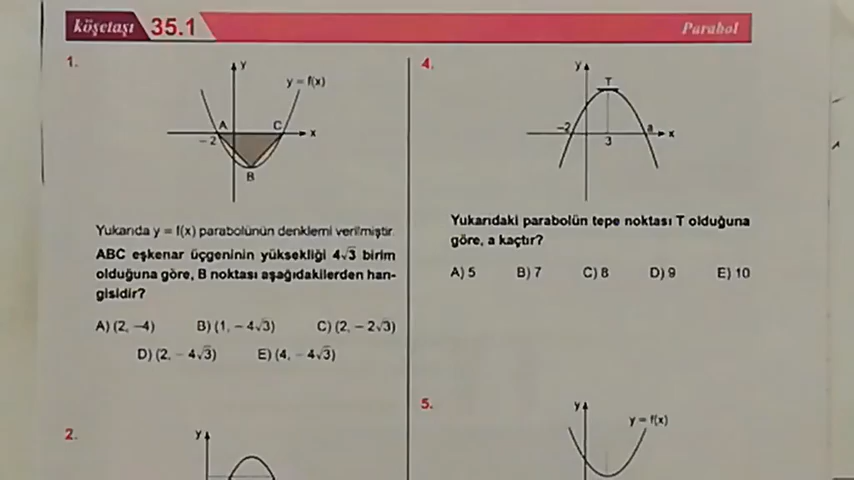 köşetaşı 35.1 Parabol
1.
y
y = f(x)
A C
x
−2
B
Yukarıda y = f(x) parabolünün denklemi verilmiştir.
ABC eşkenar üçgeninin yüksekliği 4√3 birim
olduğuna göre, B noktası aşağıdakilerden han-
gisidir?
A) (2, −4) B) (1, − 4√3) C) (2, − 2√3)
D) (2, − 4√3) E) (4, − 4√3)
2.
y
4.
y
T
−2 3 a x
Yukarıdaki parabolün tepe noktası T olduğuna
göre, a kaçtır?
A) 5 B) 7 C) 8 D) 9 E) 10
5.
y
y = f(x)